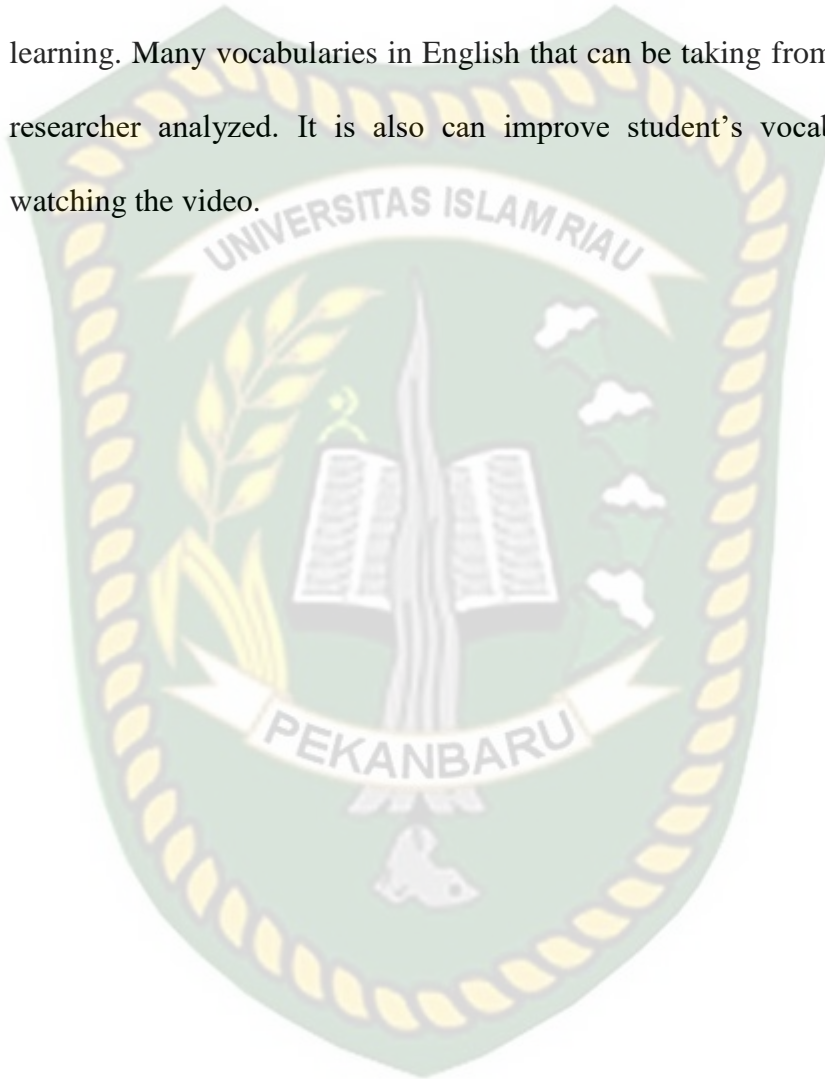 learning. Many vocabularies in English that can be taking from
researcher analyzed. It is also can improve student's
watching the video.
UNIVERSITAS ISLAM RIAU
PEKANBARU